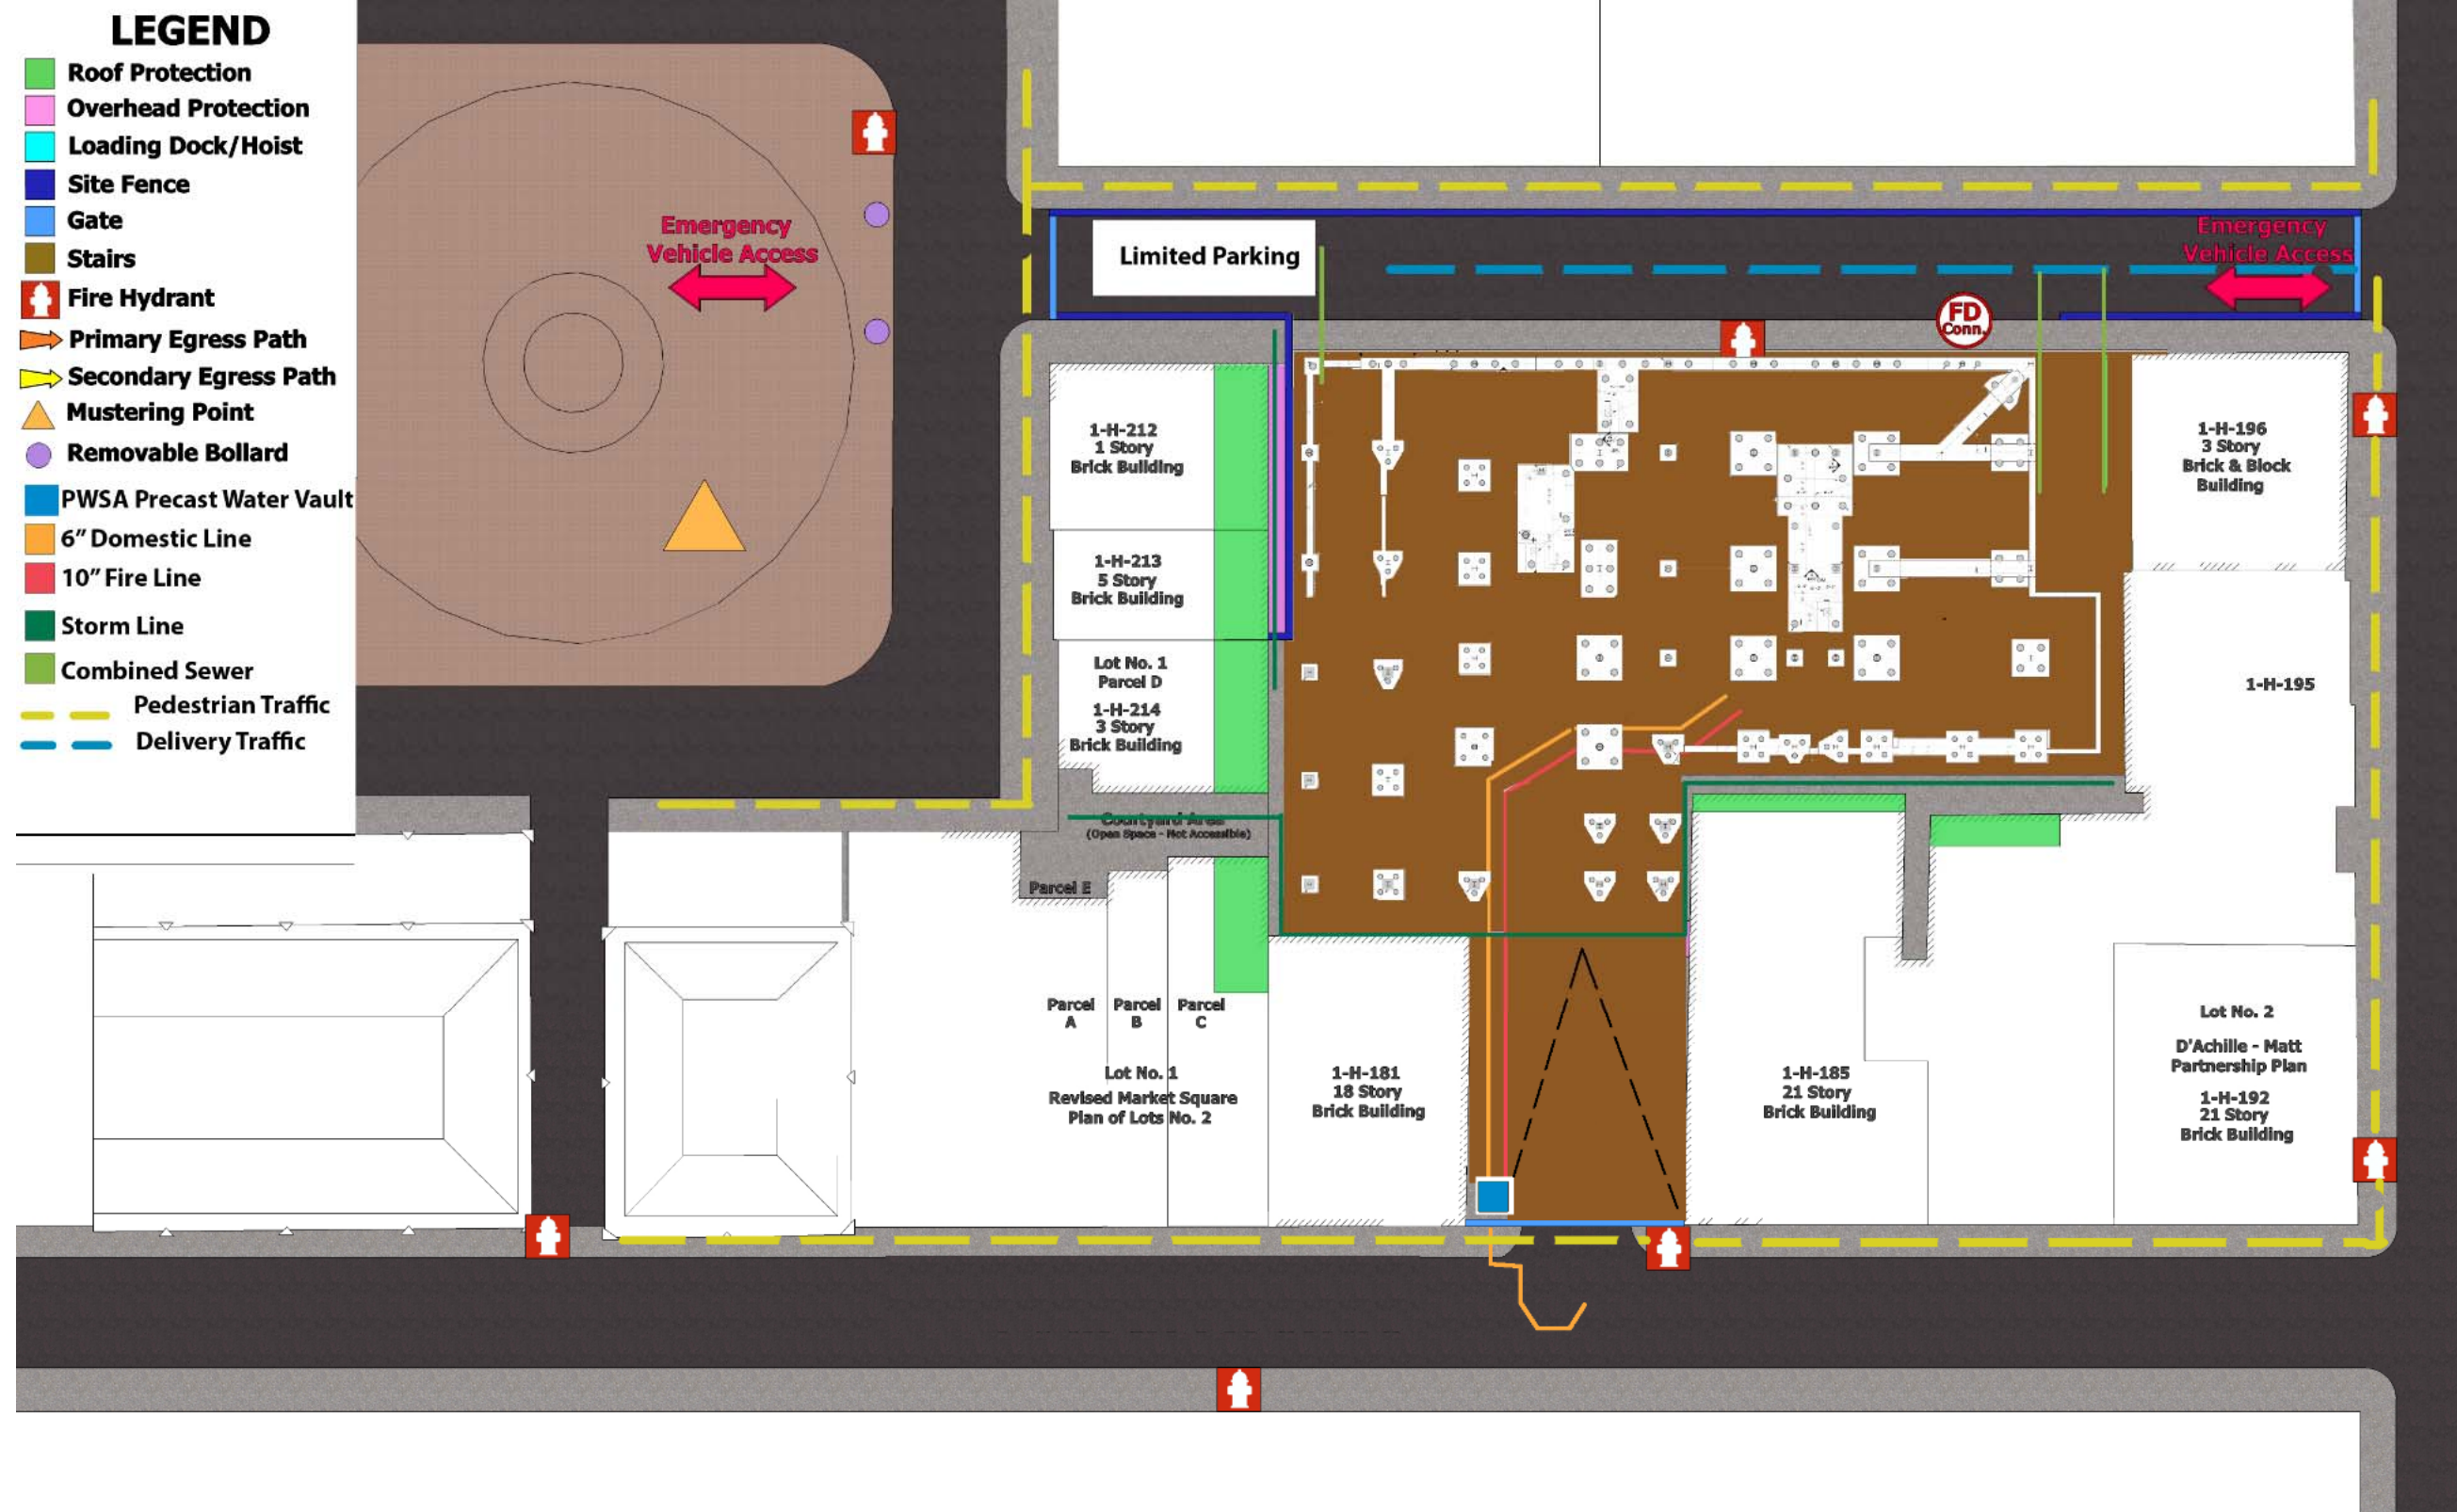 LEGEND
Roof Protection
Overhead Protection
Loading Dock/Hoist
Site Fence
Gate
Stairs
Fire Hydrant
Primary Egress Path
Secondary Egress Path
Mustering Point
Removable Bollard
PWSA Precast Water Vault
6” Domestic Line
10” Fire Line
Storm Line
Combined Sewer
Pedestrian Traffic
Delivery Traffic
Emergency
Vehicle Access
Limited Parking
Emergency
Vehicle Access
FD
Conn.
1-H-212
1 Story
Brick Building
1-H-213
5 Story
Brick Building
Lot No. 1
Parcel D
1-H-214
3 Story
Brick Building
Courtyard Area
(Open Space - Not Accessible)
Parcel E
Parcel
A
Parcel
B
Parcel
C
Lot No. 1
Revised Market Square
Plan of Lots No. 2
1-H-181
18 Story
Brick Building
1-H-185
21 Story
Brick Building
1-H-196
3 Story
Brick & Block
Building
1-H-195
Lot No. 2
D'Achille - Matt
Partnership Plan
1-H-192
21 Story
Brick Building